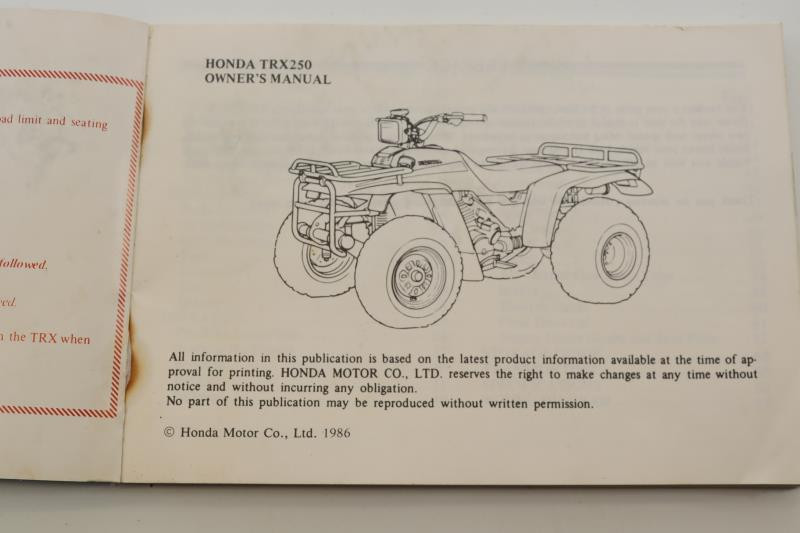 ad limit and seating
followed.
ed.
the TRX when
HONDA TRX250
OWNER'S MANUAL
All information in this publication is based on the latest product information available at the time of ap-
proval for printing. HONDA MOTOR CO., LTD. reserves the right to make changes at any time without
notice and without incurring any obligation.
No part of this publication may be reproduced without written permission.
© Honda Motor Co., Ltd. 1986